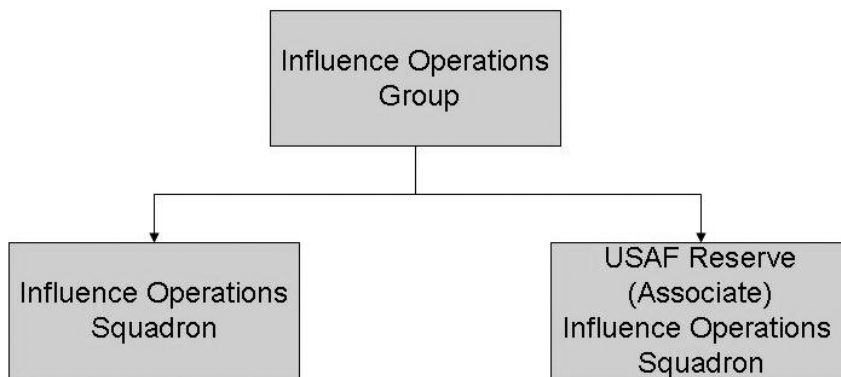 Influence Operations
Group
Influence Operations
Squadron
USAF Reserve
(Associate)
Influence Operations
Squadron